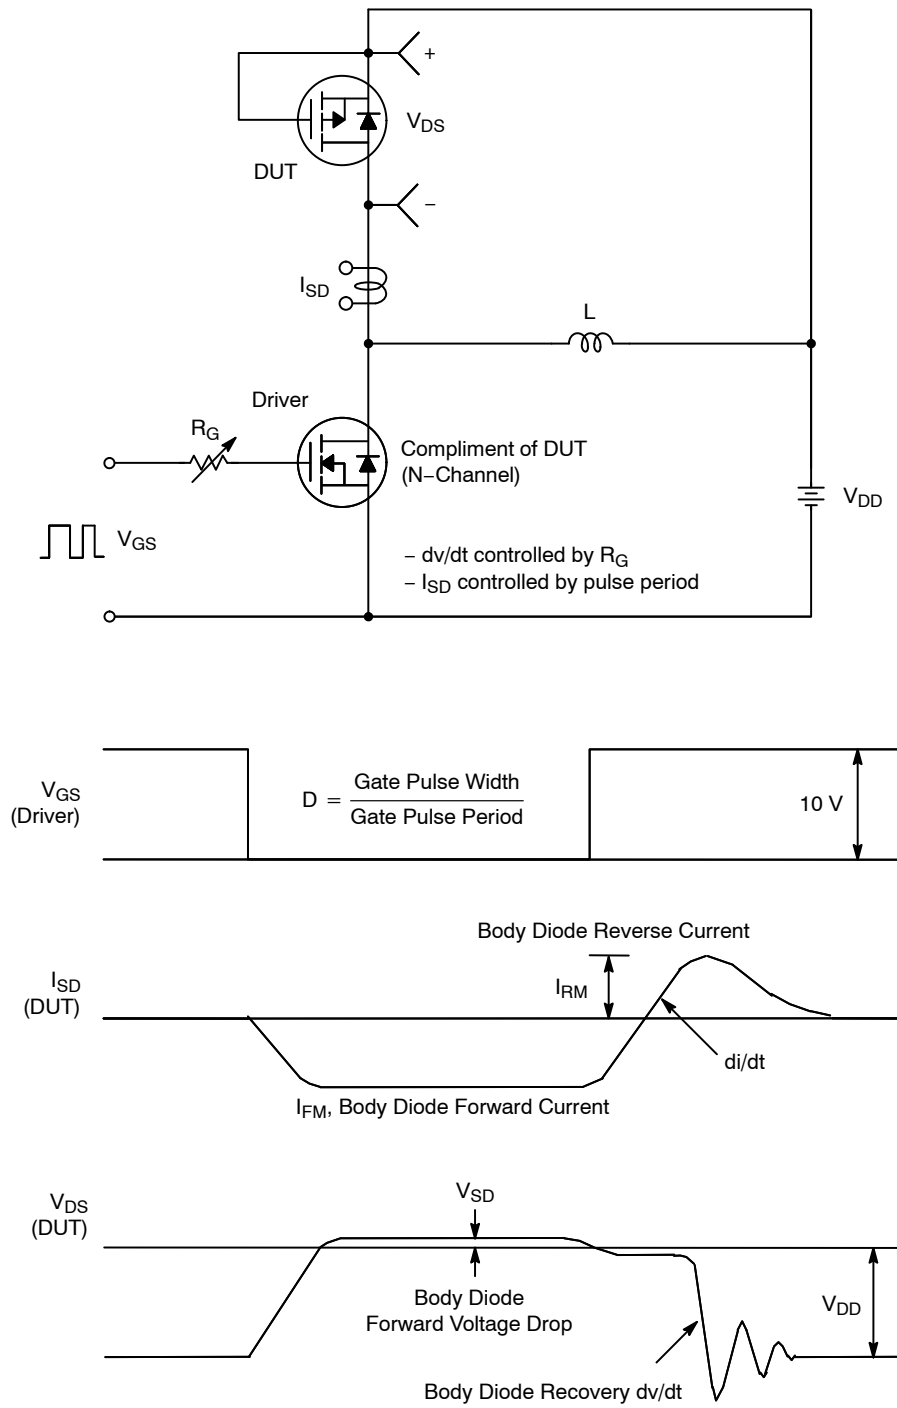 +
V_DS
DUT
−
I_SD
L
Driver
R_G
Compliment of DUT
(N−Channel)
V_DD
V_GS
− dv/dt controlled by R_G
− I_SD controlled by pulse period
V_GS
(Driver)
D = Gate Pulse Width
Gate Pulse Period
10 V
Body Diode Reverse Current
I_SD
(DUT)
I_RM
di/dt
I_FM, Body Diode Forward Current
V_SD
V_DS
(DUT)
Body Diode
Forward Voltage Drop
V_DD
Body Diode Recovery dv/dt